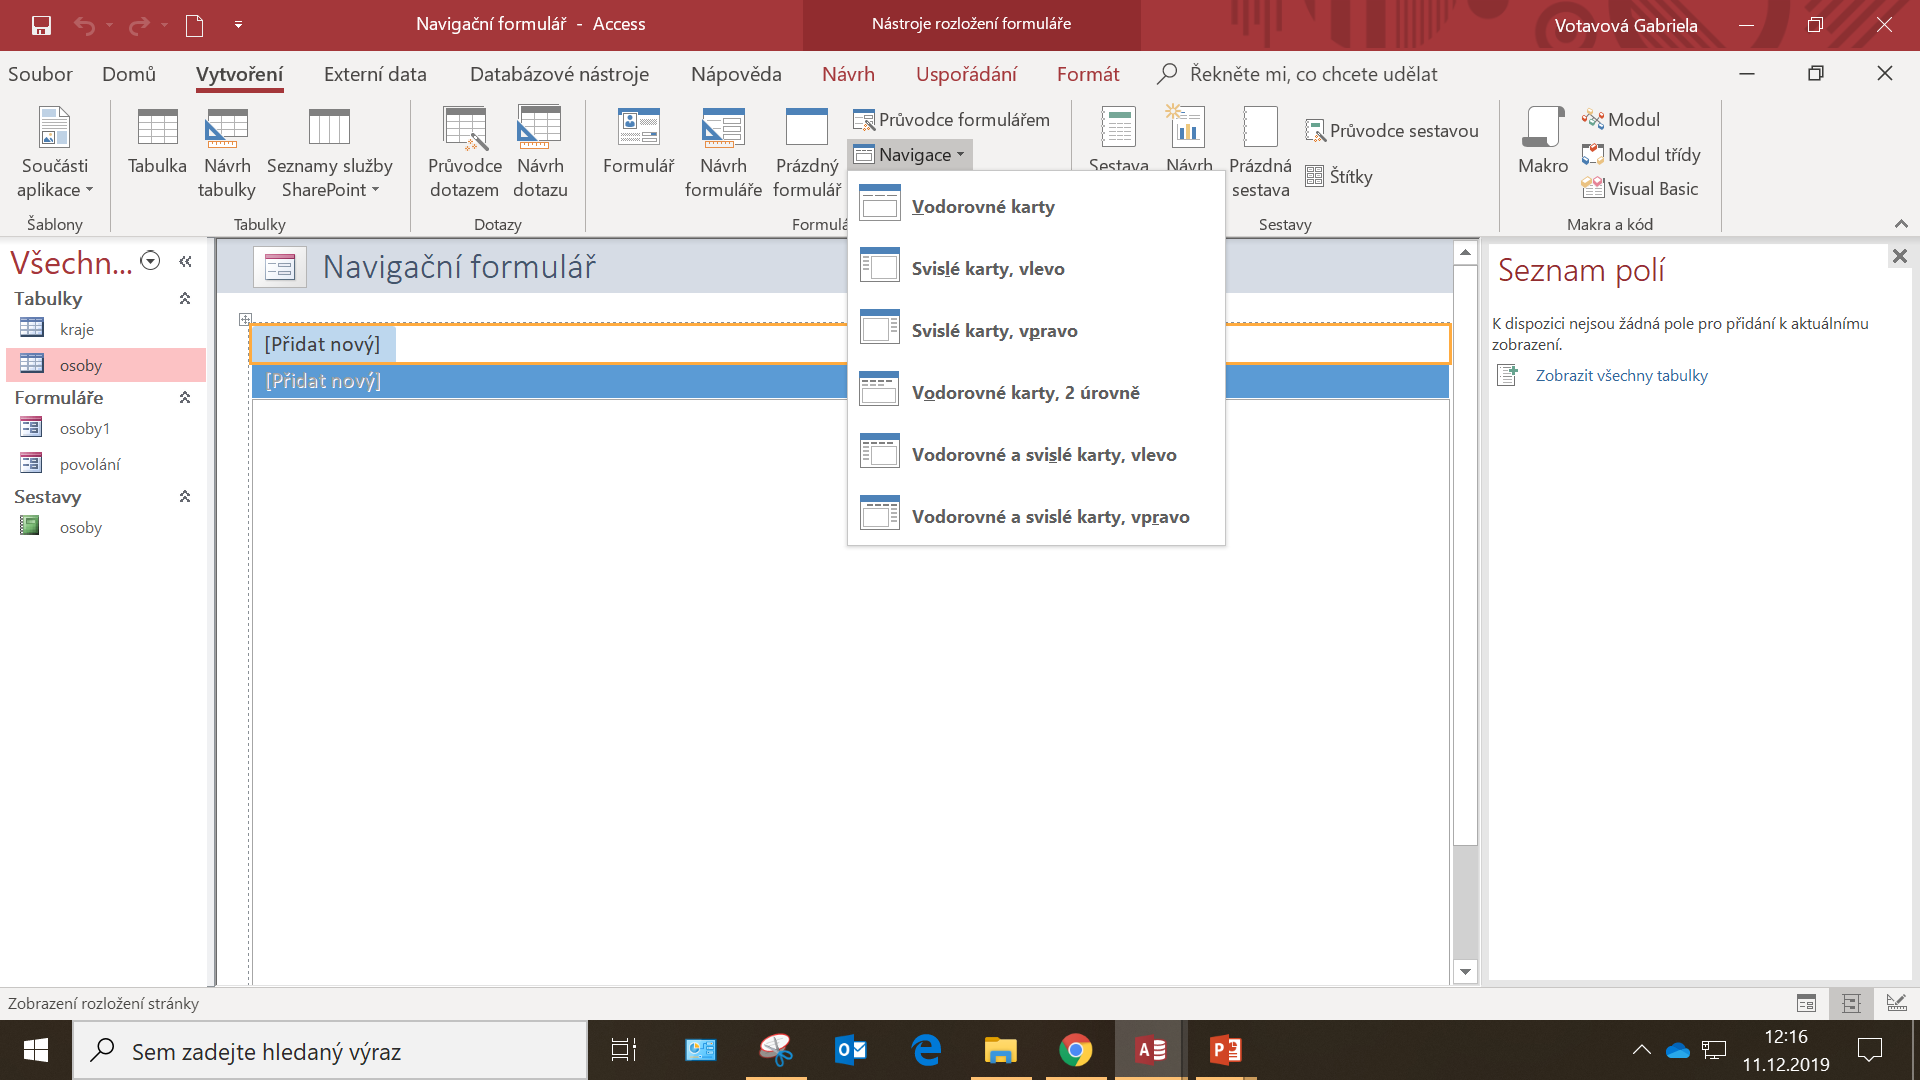 Navigační formulář - Access
Nástroje rozložení formuláře
Votavová Gabriela
Soubor Domů Vytvoření Externí data Databázové nástroje Nápověda Návrh Uspořádání Formát Řekněte mi, co chcete udělat
Součásti aplikace
Šablony
Tabulka
Návrh tabulky
Seznamy služby SharePoint
Tabulky
Průvodce dotazem
Návrh dotazu
Dotazy
Formulář
Návrh formuláře
Prázdný formulář
Průvodce formulářem
Navigace
Formulá
Sestava
Návrh
Prázdná sestava
Průvodce sestavou
Štítky
Sestavy
Makro
Modul
Modul třídy
Visual Basic
Makra a kód
Vodorovné karty
Svislé karty, vlevo
Svislé karty, vpravo
Vodorovné karty, 2 úrovně
Vodorovné a svislé karty, vlevo
Vodorovné a svislé karty, vpravo
Všechn...
Tabulky
kraje
osoby
Formuláře
osoby1
povolání
Sestavy
osoby
Navigační formulář
[Přidat nový]
[Přidat nový]
Seznam polí
K dispozici nejsou žádná pole pro přidání k aktuálnímu
zobrazení.
Zobrazit všechny tabulky
Zobrazení rozložení stránky
Sem zadejte hledaný výraz
12:16
11.12.2019